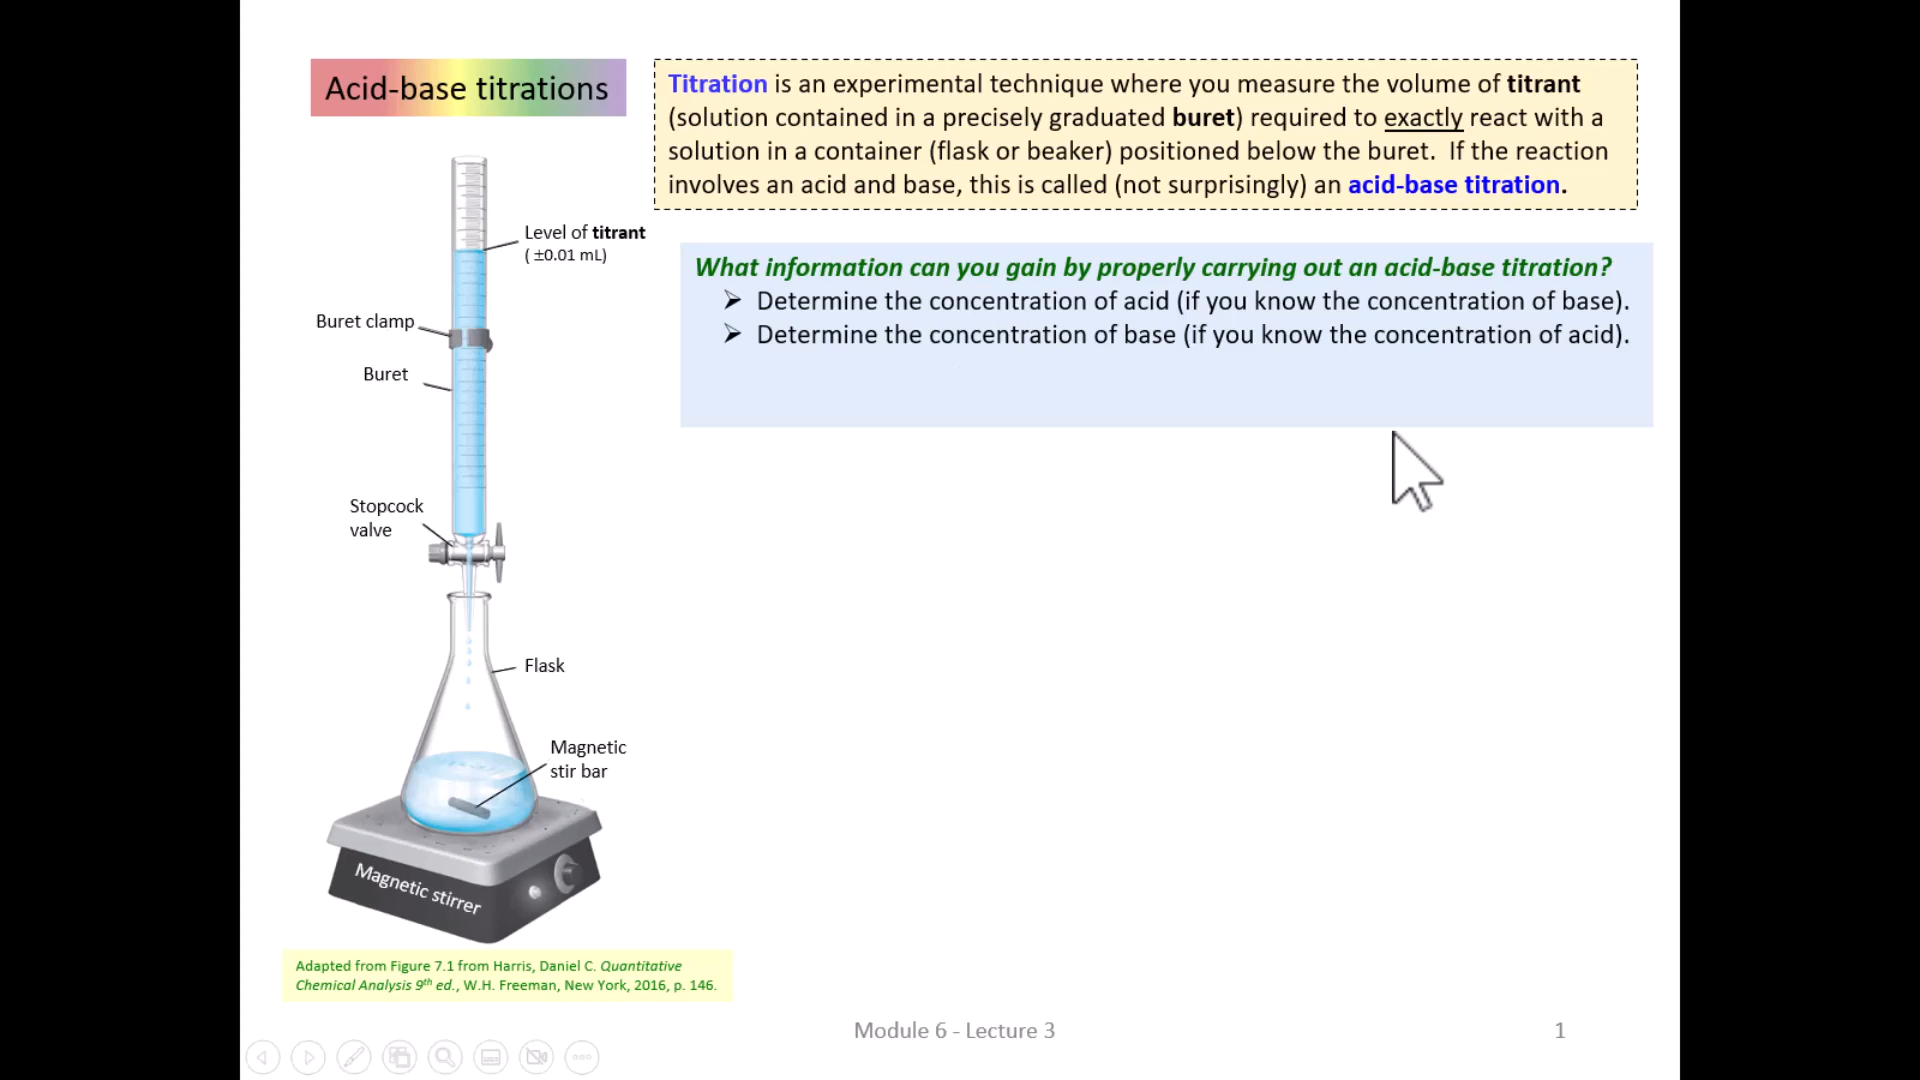 Acid-base titrations
Titration is an experimental technique where you measure the volume of titrant
(solution contained in a precisely graduated buret) required to exactly react with a
solution in a container (flask or beaker) positioned below the buret.  If the reaction
involves an acid and base, this is called (not surprisingly) an acid-base titration.
What information can you gain by properly carrying out an acid-base titration?
➢ Determine the concentration of acid (if you know the concentration of base).
➢ Determine the concentration of base (if you know the concentration of acid).
Level of titrant
( ±0.01 mL)
Buret clamp
Buret
Stopcock
valve
Flask
Magnetic
stir bar
Magnetic stirrer
Adapted from Figure 7.1 from Harris, Daniel C. Quantitative
Chemical Analysis 9th ed., W.H. Freeman, New York, 2016, p. 146.
Module 6 - Lecture 3
1